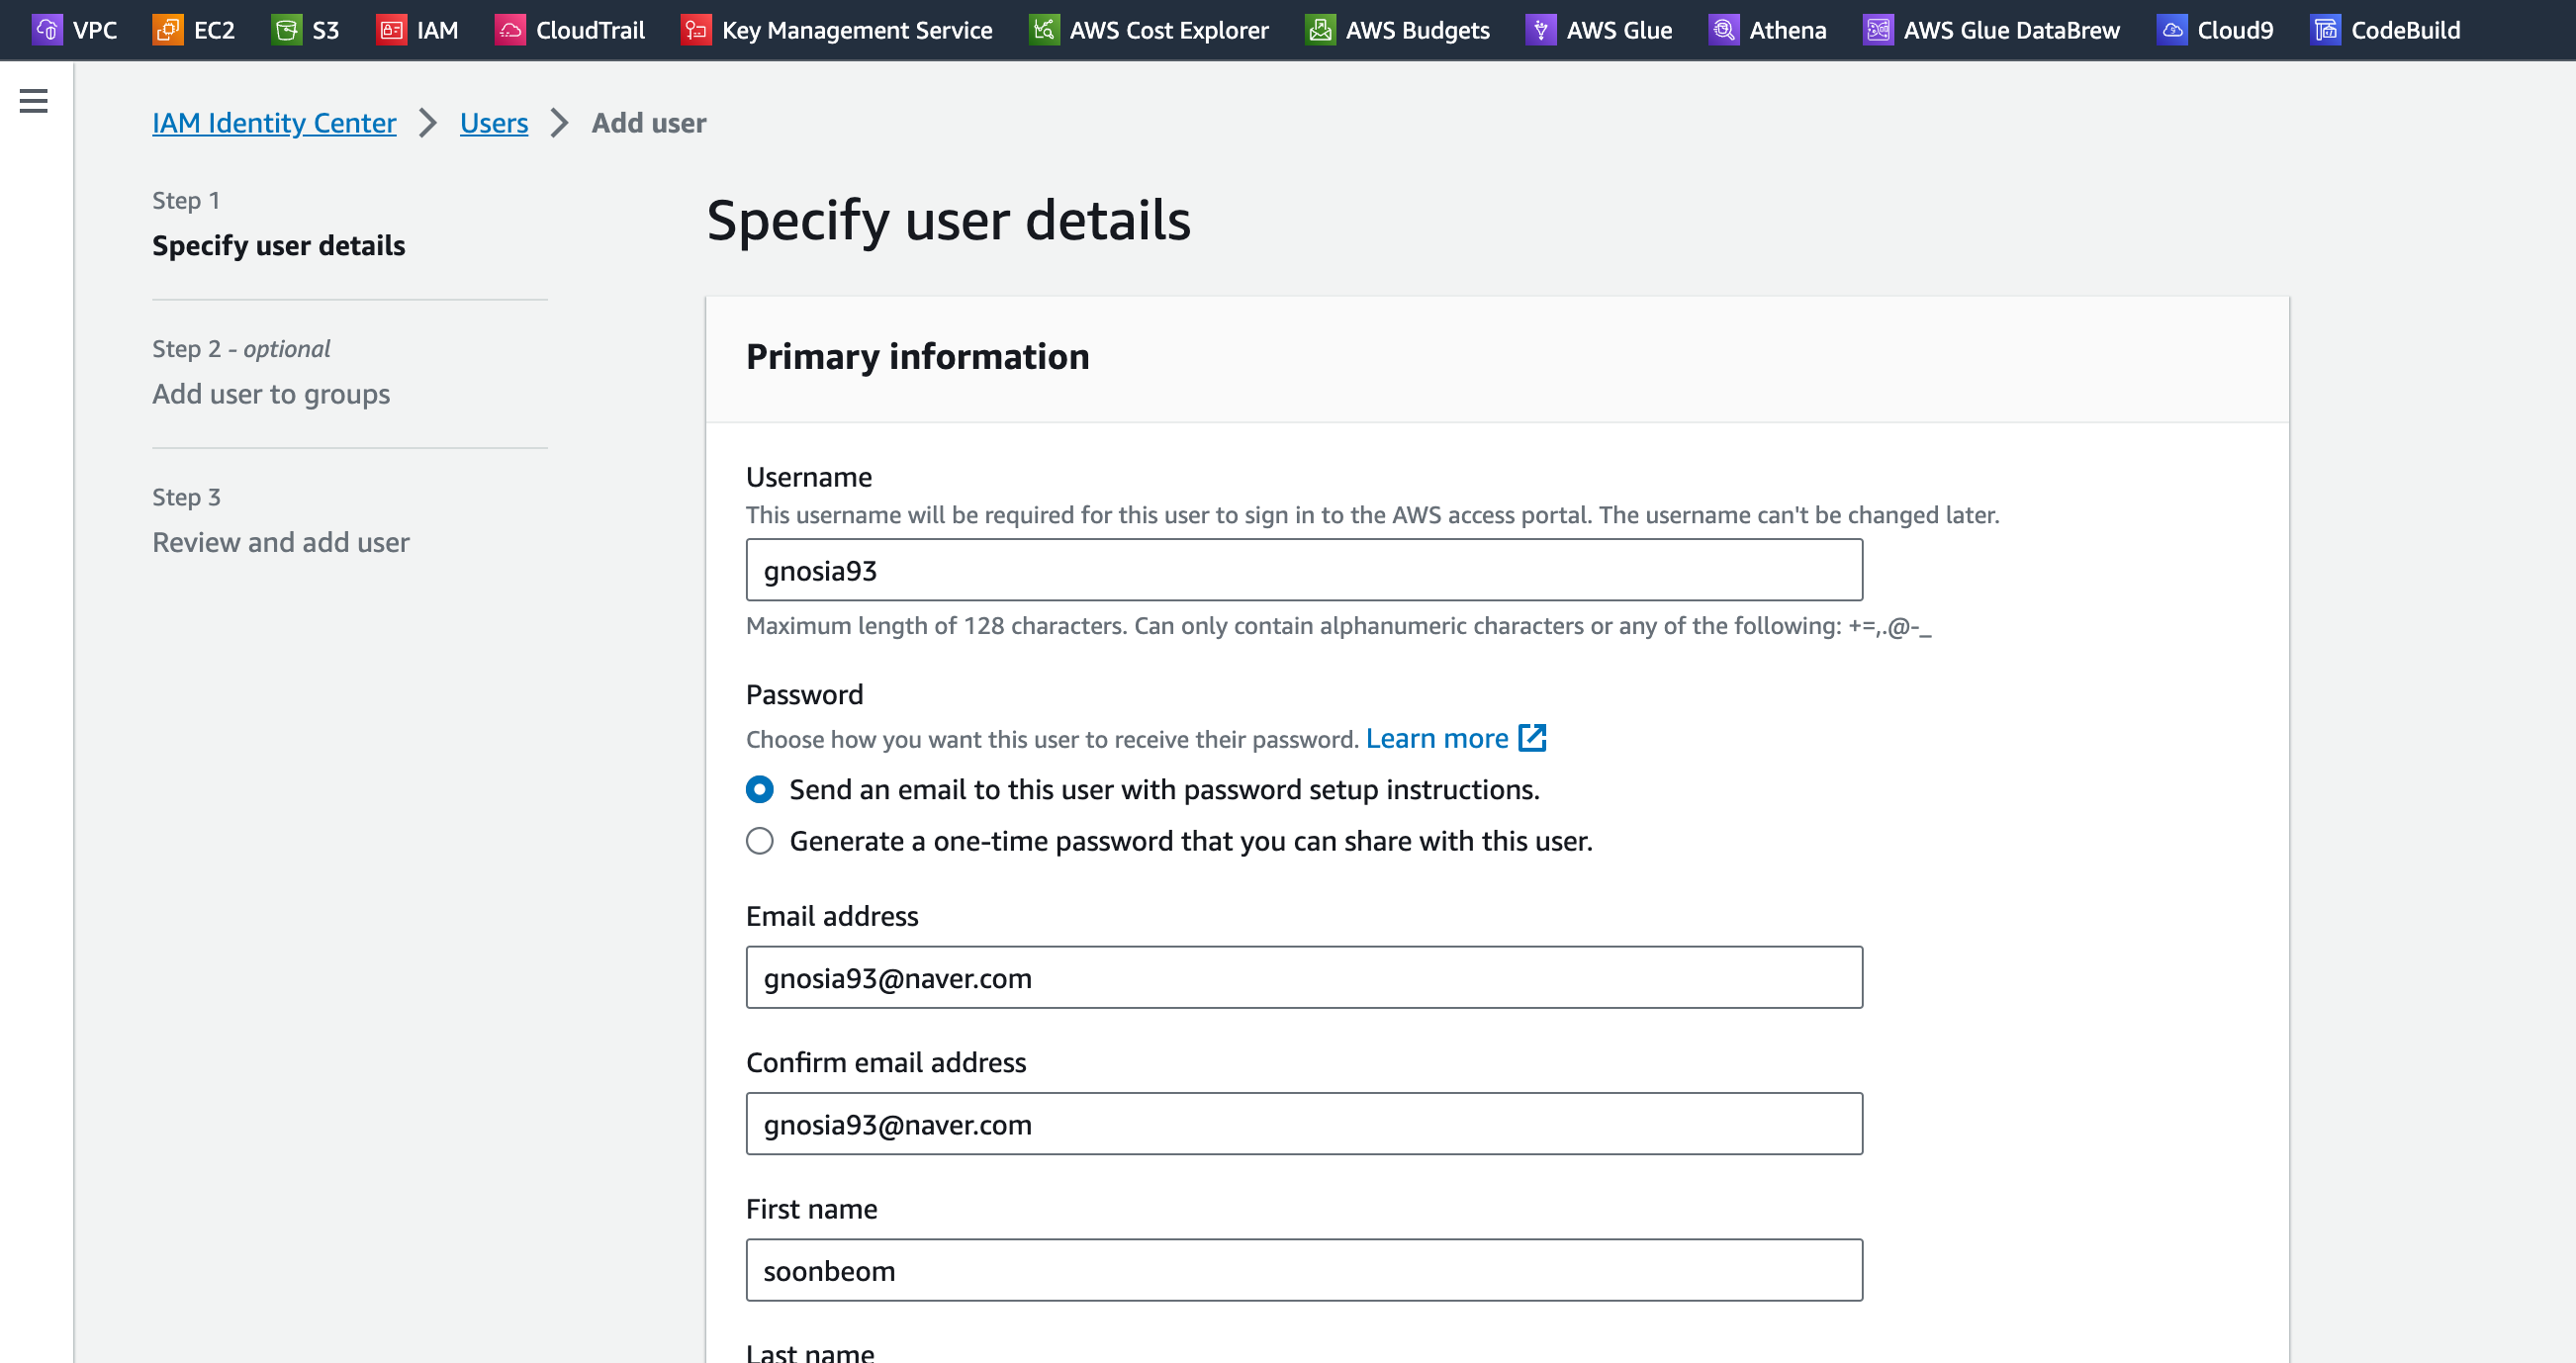 VPC EC2 S3 IAM CloudTrail Key Management Service AWS Cost Explorer AWS Budgets AWS Glue Athena AWS Glue DataBrew Cloud9 CodeBuild
IAM Identity Center > Users > Add user
Step 1
Specify user details
Step 2 - optional
Add user to groups
Step 3
Review and add user
Specify user details
Primary information
Username
This username will be required for this user to sign in to the AWS access portal. The username can't be changed later.
gnosia93
Maximum length of 128 characters. Can only contain alphanumeric characters or any of the following: +=,.@-_
Password
Choose how you want this user to receive their password. Learn more
Send an email to this user with password setup instructions.
Generate a one-time password that you can share with this user.
Email address
gnosia93@naver.com
Confirm email address
gnosia93@naver.com
First name
soonbeom
Last name